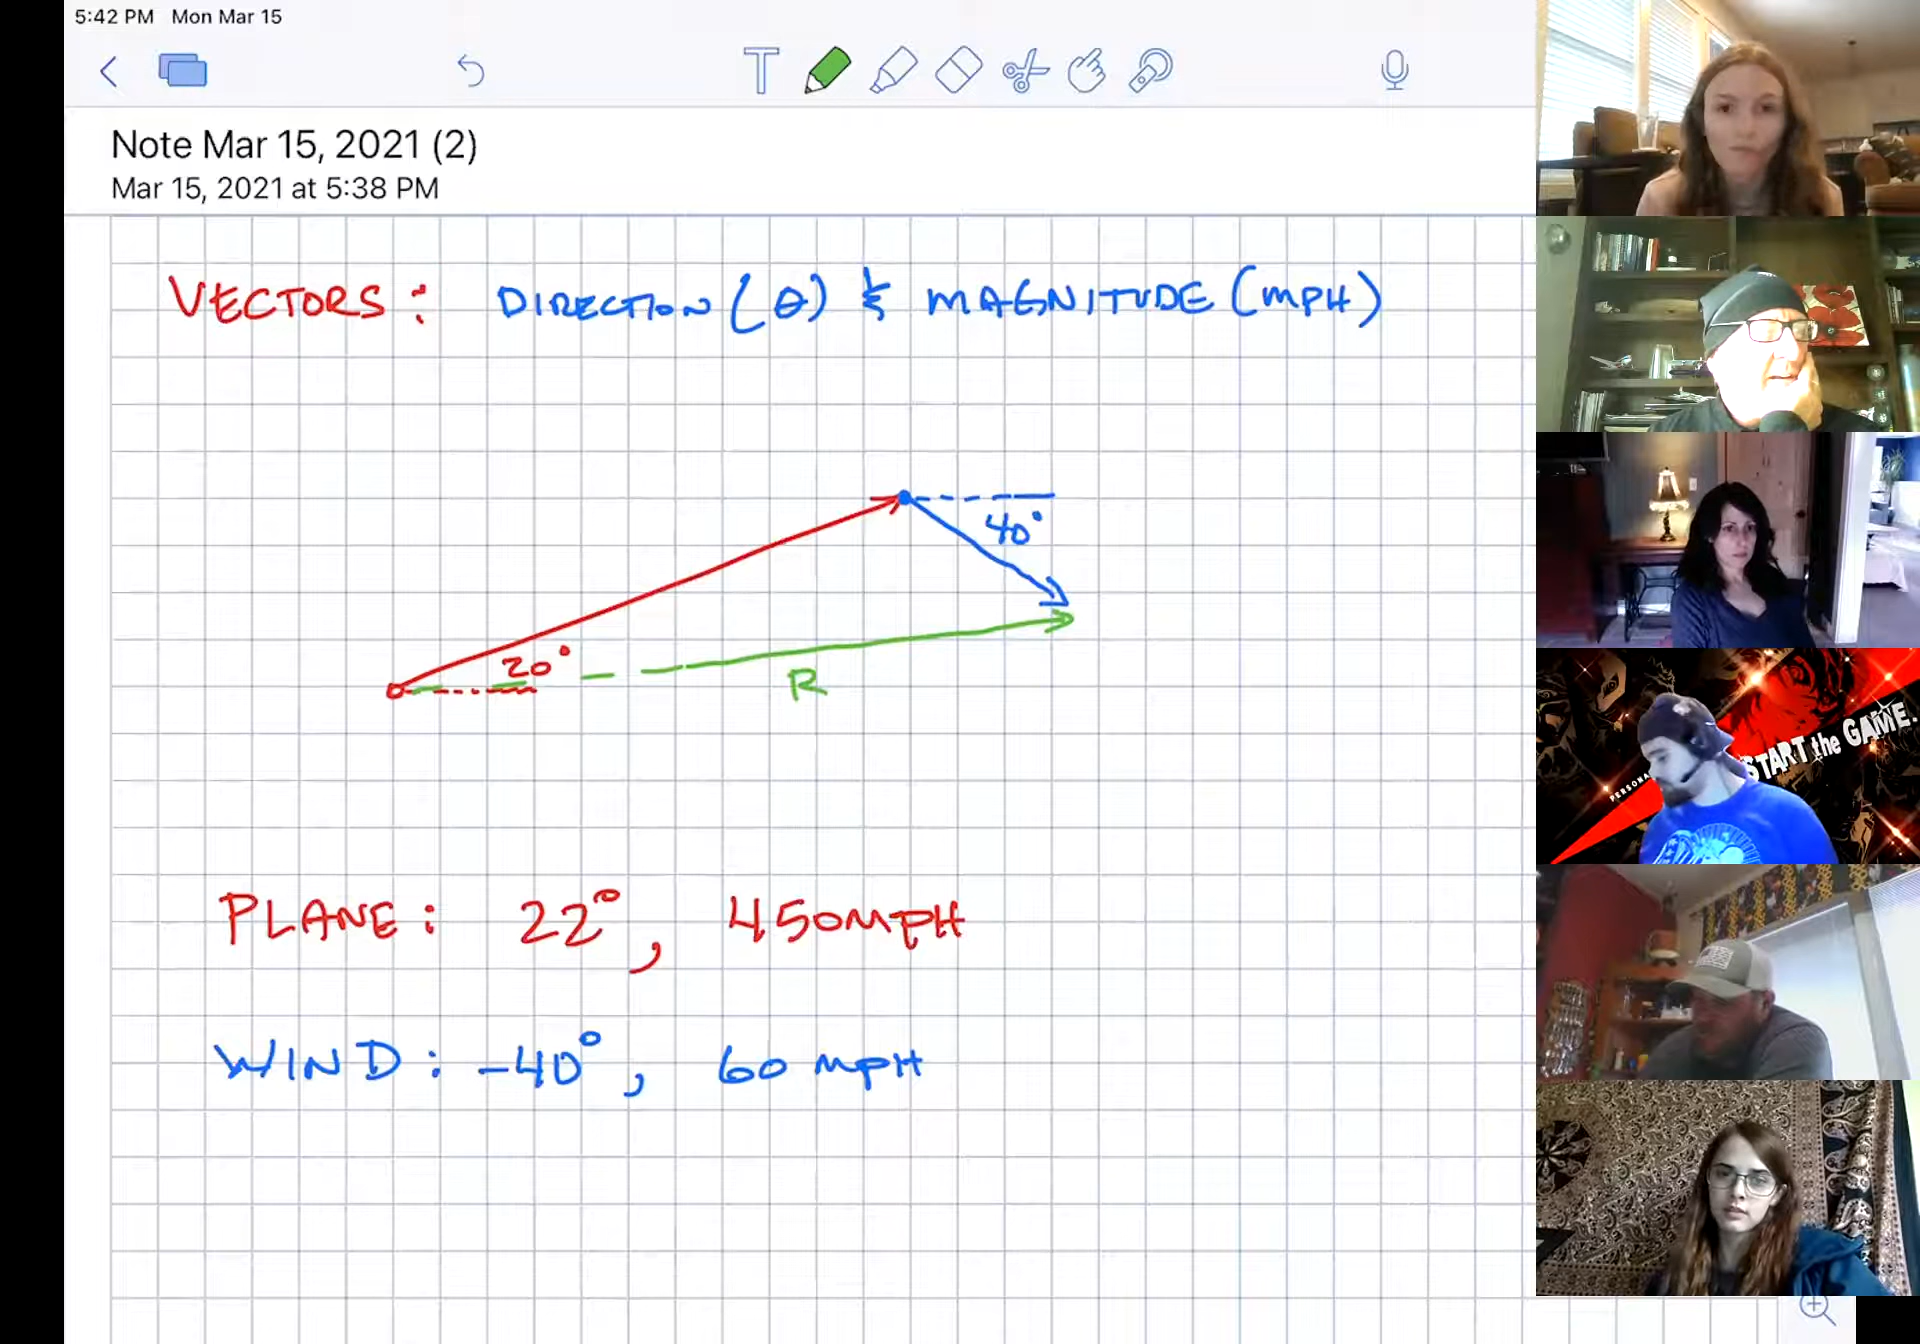 5:42 PM Mon Mar 15
T
Note Mar 15, 2021 (2)
Mar 15, 2021 at 5:38 PM
VECTORS: DIRECTION (θ) & MAGNITUDE (MPH)
40°
20°
R
PLANE: 22°, 450MPH
WIND: -40°, 60 MPH
START the GAME.
PERSONA